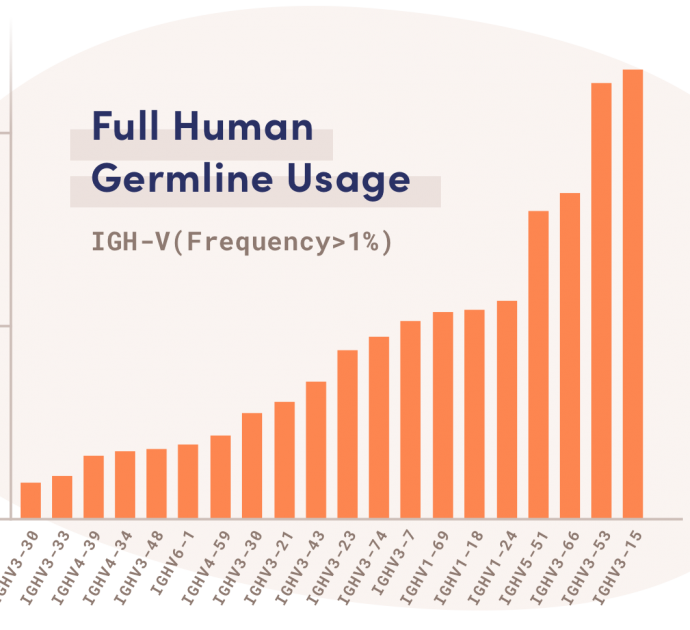 Full Human
Germline Usage
IGH-V(Frequency>1%)
IGHV3-30
IGHV3-33
IGHV4-39
IGHV4-34
IGHV3-48
IGHV6-1
IGHV4-59
IGHV3-30
IGHV3-21
IGHV3-43
IGHV3-23
IGHV3-74
IGHV3-7
IGHV1-69
IGHV1-18
IGHV1-24
IGHV5-51
IGHV3-66
IGHV3-53
IGHV3-15